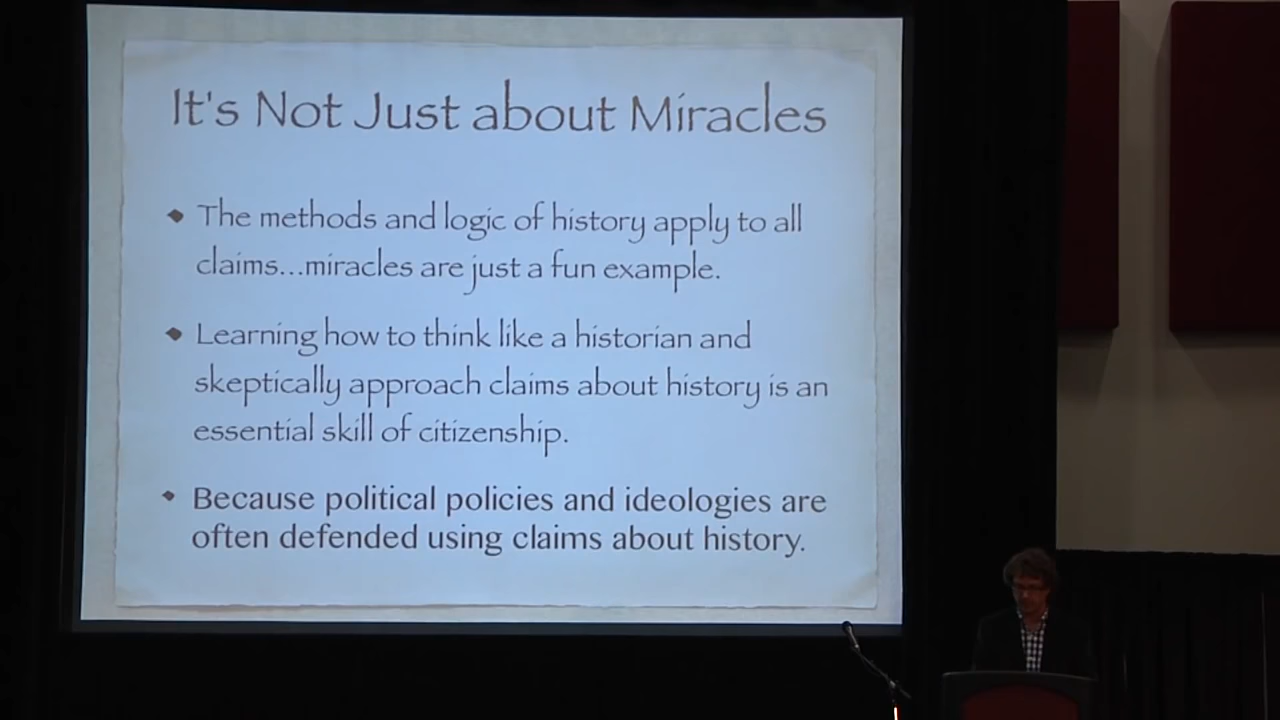 It's Not Just about Miracles
The methods and logic of history apply to all
claims...miracles are just a fun example.
Learning how to think like a historian and
skeptically approach claims about history is an
essential skill of citizenship.
Because political policies and ideologies are
often defended using claims about history.